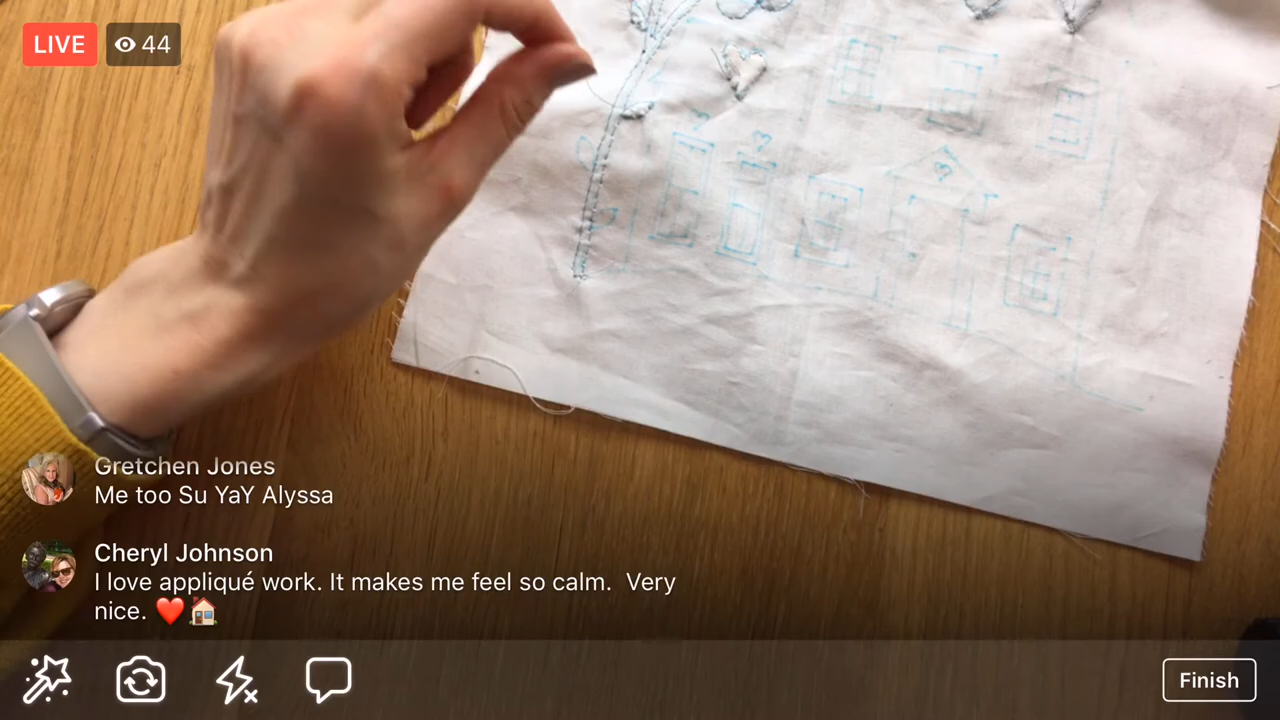 LIVE
44
Gretchen Jones
Me too Su YaY Alyssa
Cheryl Johnson
I love appliqué work. It makes me feel so calm. Very
nice. ❤️🏠
Finish